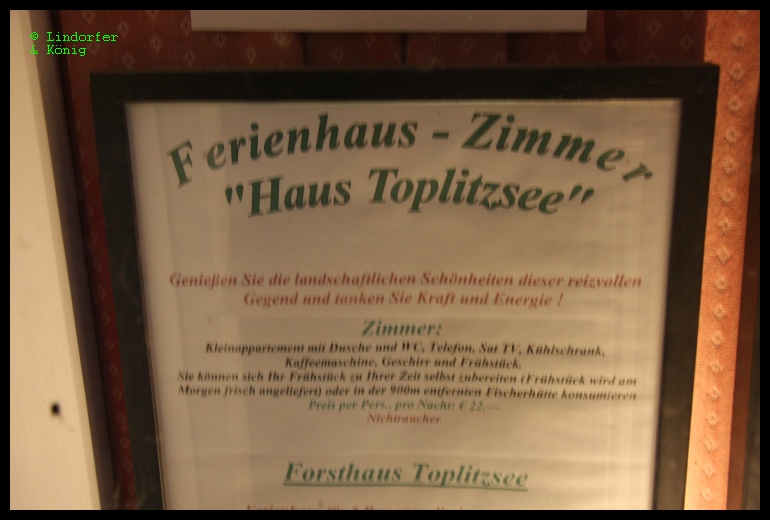 © Lindorfer
& König
Ferienhaus - Zimmer
"Haus Toplitzsee"
Genießen Sie die landschaftlichen Schönheiten dieser reizvollen
Gegend und tanken Sie Kraft und Energie !
Zimmer:
Kleinappartement mit Dusche und WC, Telefon, Sat TV, Kühlschrank,
Kaffeemaschine, Geschirr und Frühstück.
Sie können sich Ihr Frühstück zu Ihrer Zeit selbst zubereiten (Frühstück wird am
Morgen frisch angeliefert) oder in der 900m entfernten Fischerhütte konsumieren
Preis per Pers., pro Nacht: € 22,—
Nichtraucher
Forsthaus Toplitzsee